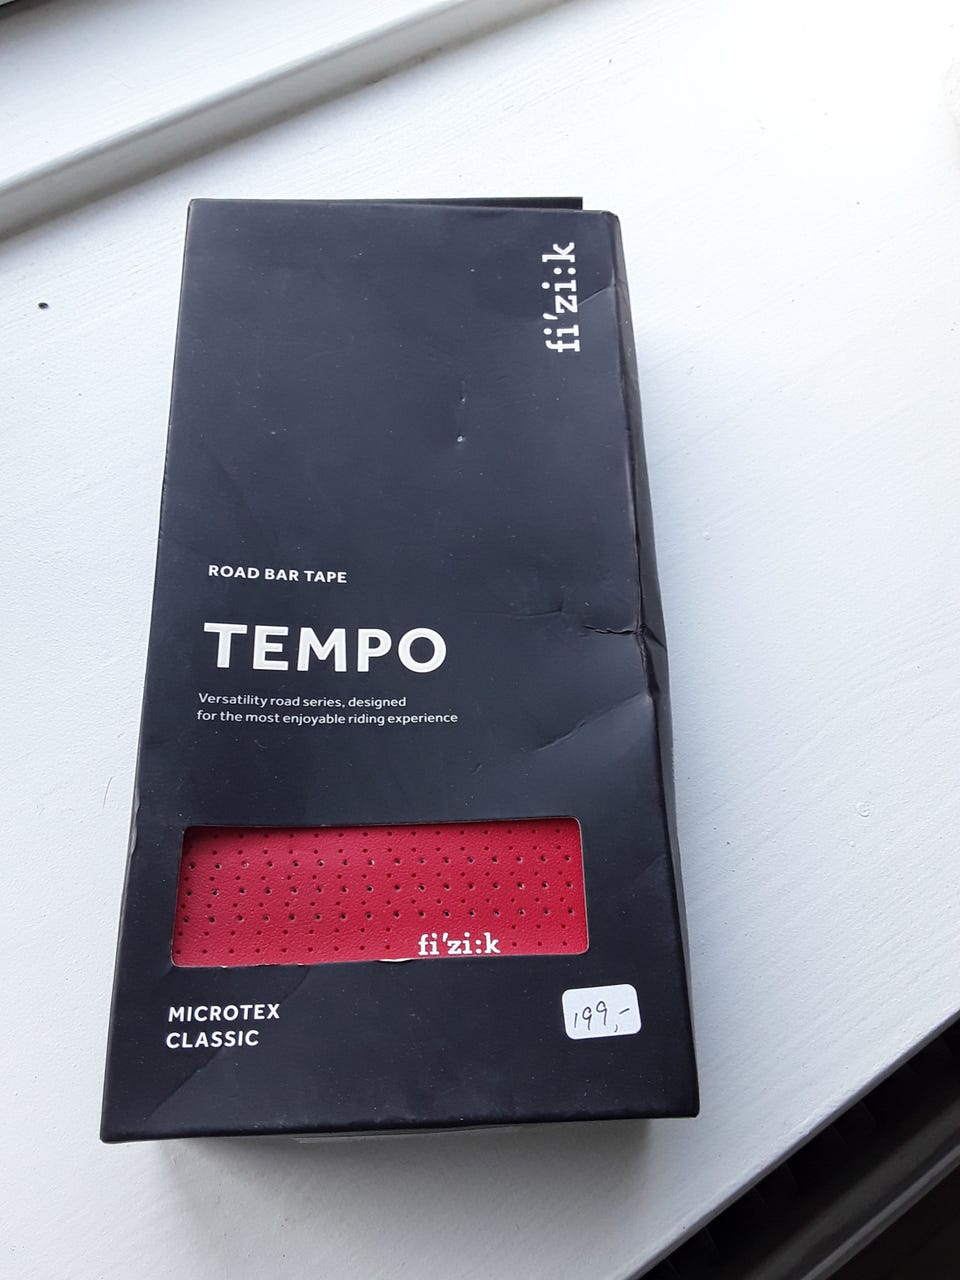 fi'zi:k
ROAD BAR TAPE
TEMPO
Versatility road series, designed
for the most enjoyable riding experience
fi'zi:k
MICROTEX
CLASSIC
199,-